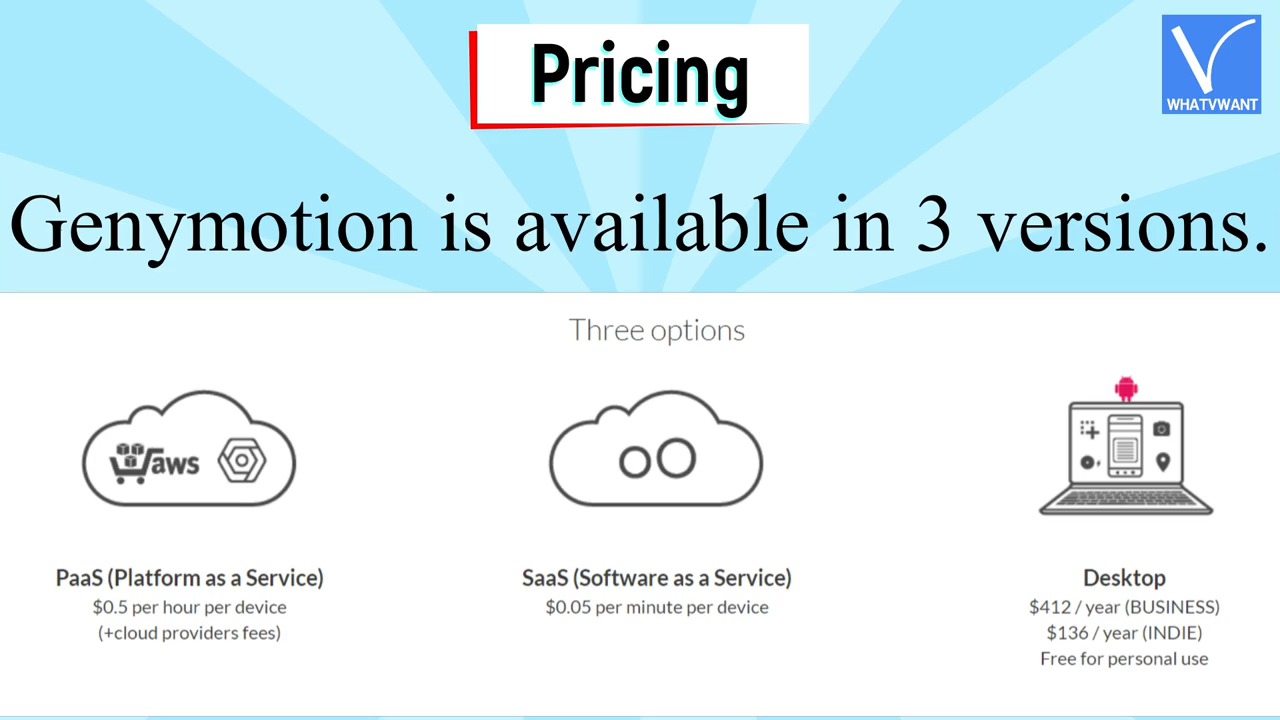 Pricing
WHATVWANT
Genymotion is available in 3 versions.
Three options
aws
PaaS (Platform as a Service)
$0.5 per hour per device
(+cloud providers fees)
SaaS (Software as a Service)
$0.05 per minute per device
Desktop
$412 / year (BUSINESS)
$136 / year (INDIE)
Free for personal use